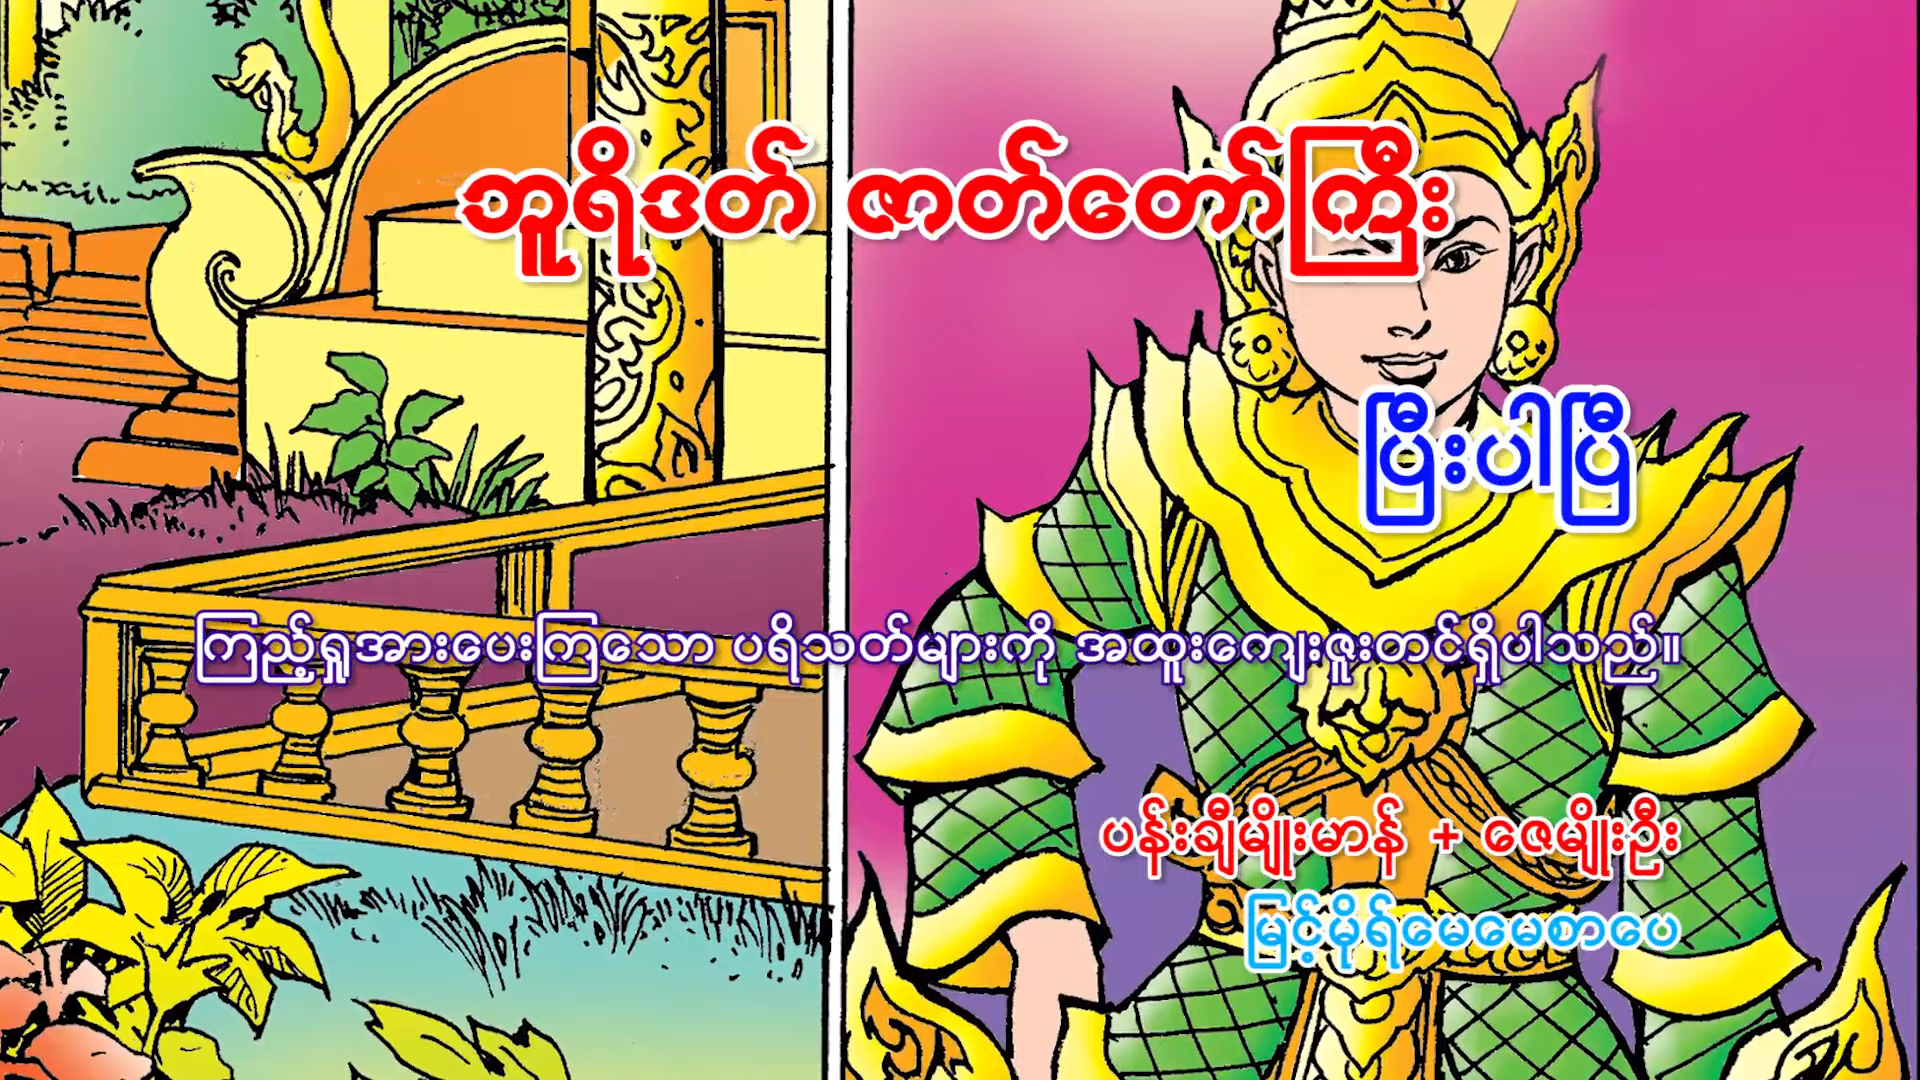 ဘူရိဒတ် ဇာတ်တော်ကြီး
ပြီးပါပြီ
ကြည့်ရှုအားပေးကြသော ပရိသတ်များကို အထူးကျေးဇူးတင်ရှိပါသည်။
ပန်းချီမျိုးမာန် + ဇေမျိုးဦး
မြင့်မိုရ်မေမေစာပေ